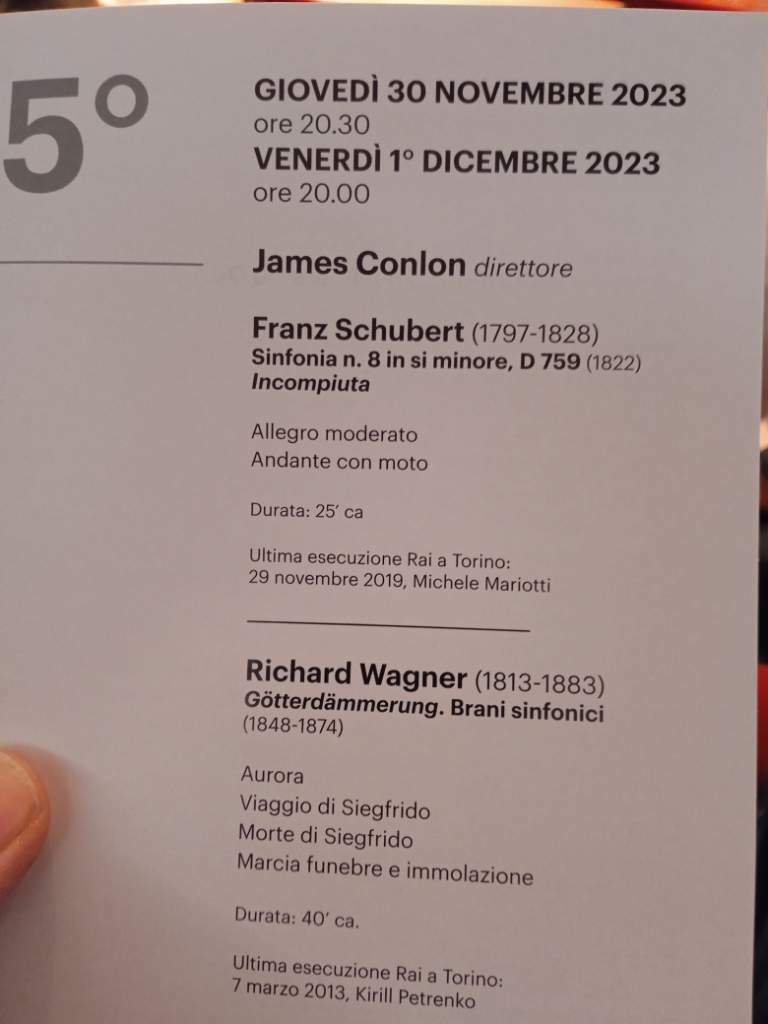 5°
GIOVEDÌ 30 NOVEMBRE 2023
ore 20.30
VENERDÌ 1° DICEMBRE 2023
ore 20.00
James Conlon direttore
Franz Schubert (1797-1828)
Sinfonia n. 8 in si minore, D 759 (1822)
Incompiuta
Allegro moderato
Andante con moto
Durata: 25’ ca
Ultima esecuzione Rai a Torino:
29 novembre 2019, Michele Mariotti
Richard Wagner (1813-1883)
Götterdämmerung. Brani sinfonici
(1848-1874)
Aurora
Viaggio di Siegfrido
Morte di Siegfrido
Marcia funebre e immolazione
Durata: 40’ ca.
Ultima esecuzione Rai a Torino:
7 marzo 2013, Kirill Petrenko